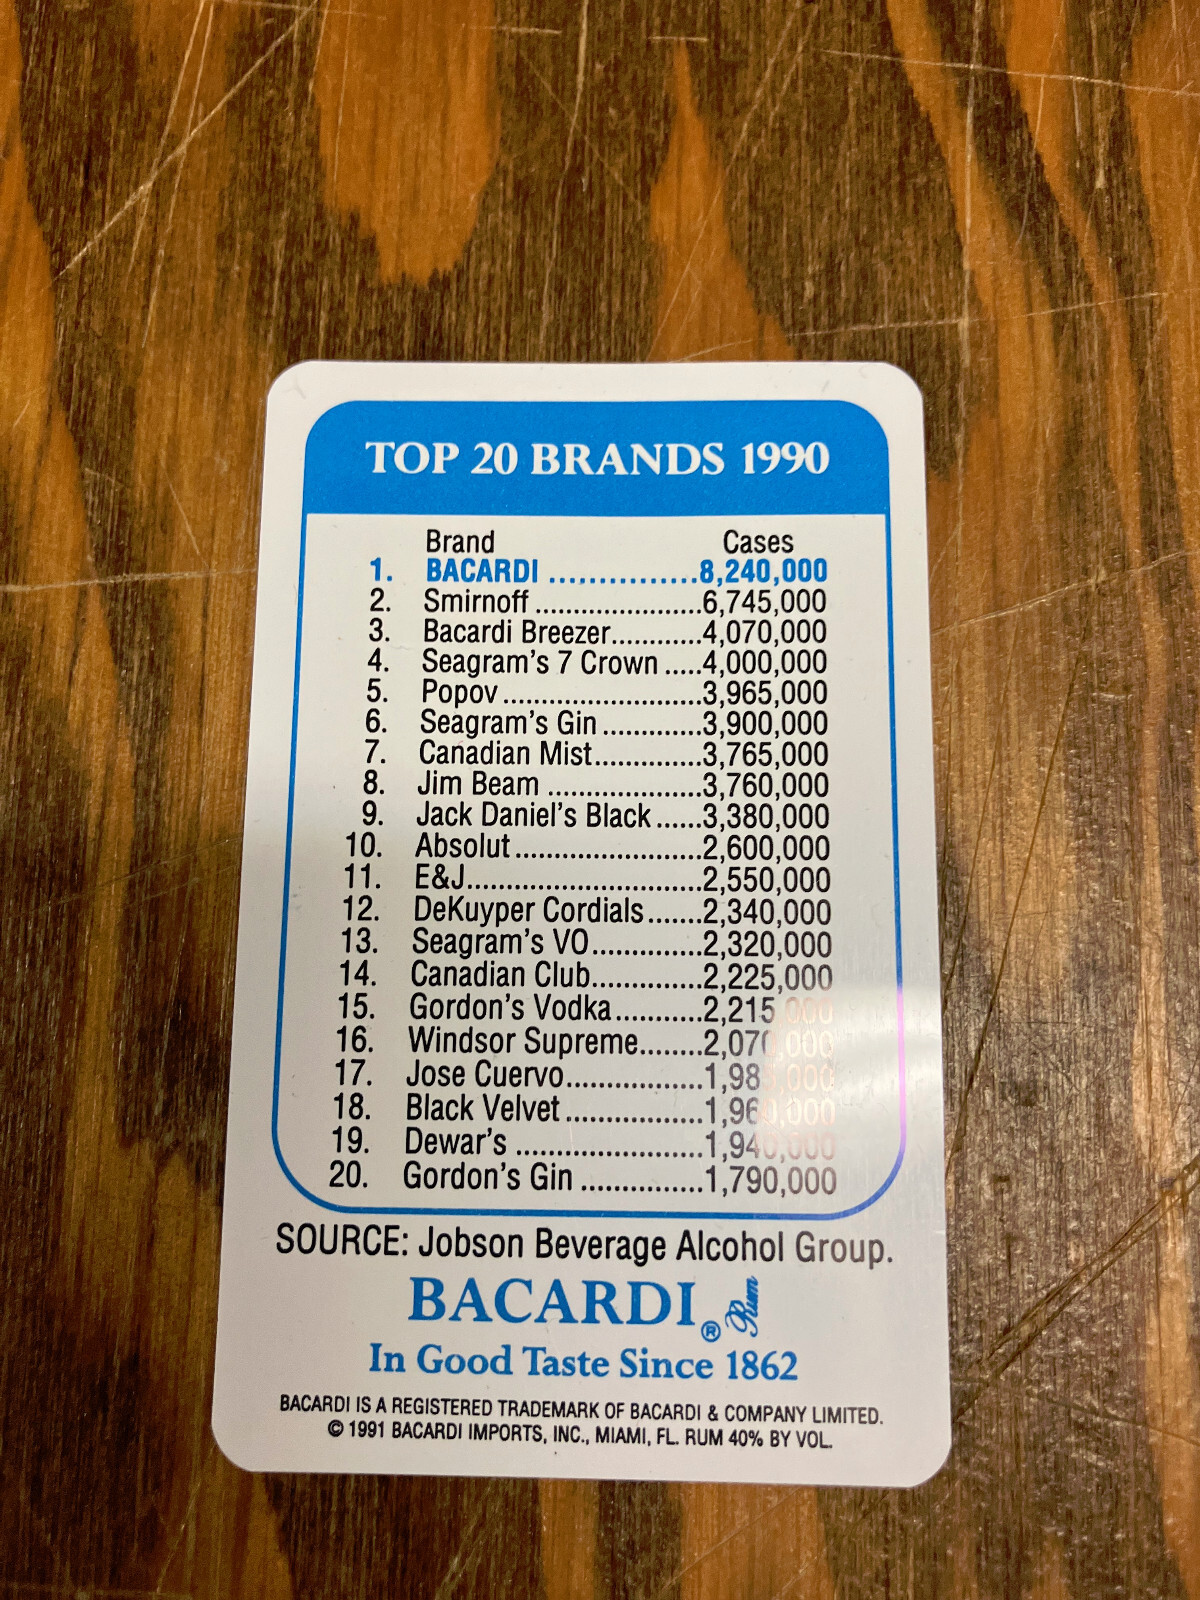 TOP 20 BRANDS 1990
Brand Cases
1. BACARDI ................8,240,000
2. Smirnoff .....................6,745,000
3. Bacardi Breezer............4,070,000
4. Seagram's 7 Crown .....4,000,000
5. Popov .........................3,965,000
6. Seagram's Gin ............3,900,000
7. Canadian Mist..............3,765,000
8. Jim Beam ...................3,760,000
9. Jack Daniel's Black ......3,380,000
10. Absolut .......................2,600,000
11. E&J.............................2,550,000
12. DeKuyper Cordials.......2,340,000
13. Seagram's VO..............2,320,000
14. Canadian Club..............2,225,000
15. Gordon's Vodka ...........2,215,000
16. Windsor Supreme........2,070,000
17. Jose Cuervo.................
18. Black Velvet .................1,960,000
19. Dewar's .......................1,940,000
20. Gordon's Gin ...............1,790,000
SOURCE: Jobson Beverage Alcohol Group.
BACARDI® Rum
In Good Taste Since 1862
BACARDI IS A REGISTERED TRADEMARK OF BACARDI & COMPANY LIMITED.
© 1991 BACARDI IMPORTS, INC., MIAMI, FL. RUM 40% BY VOL.